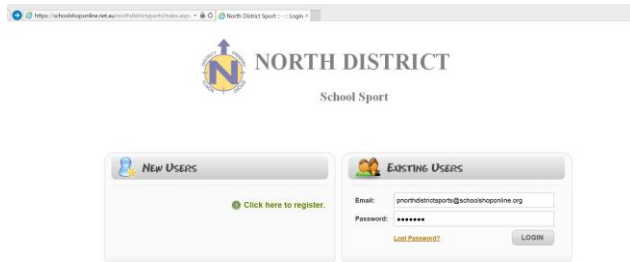 https://schoolshoponline.net.au/northdistrictsports/index.aspx
North District Sport :: - :: Login ×
N
NORTH DISTRICT
School Sport
NEW USERS
Click here to register.
EXISTING USERS
Email: pnorthdistrictsports@schoolshoponline.org
Password: •••••••
Lost Password?
LOGIN